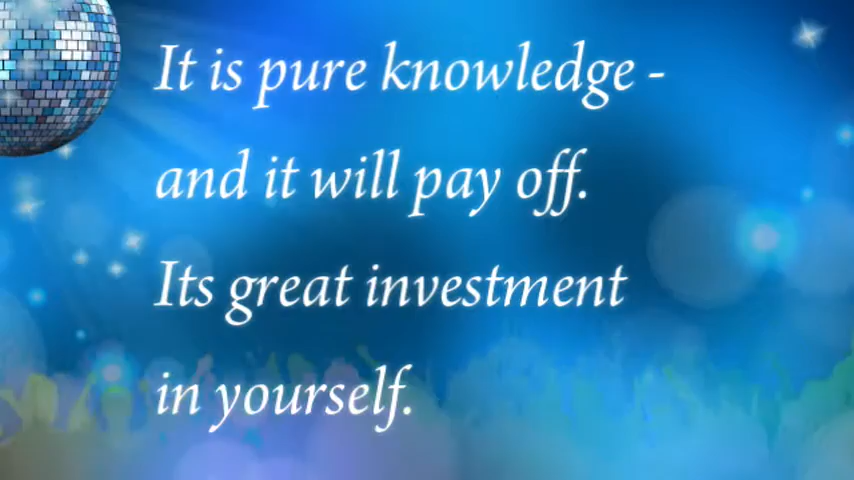 It is pure knowledge -
and it will pay off.
Its great investment
in yourself.